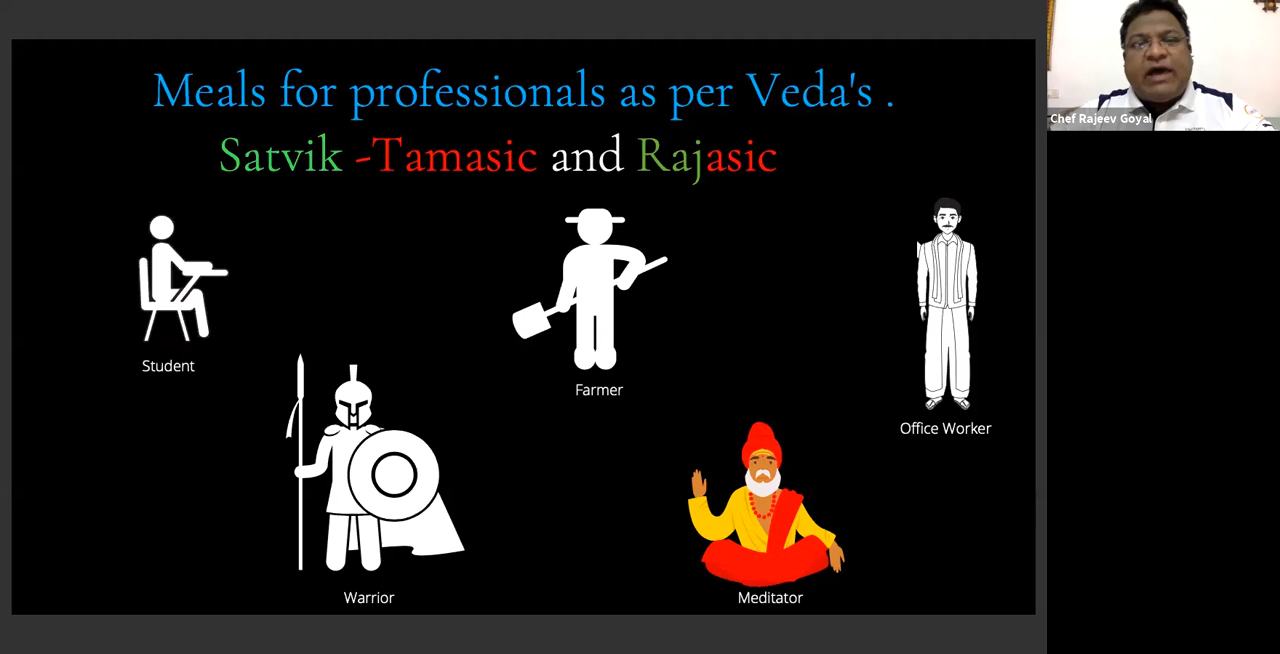 Meals for professionals as per Veda's .
Satvik -Tamasic and Rajasic
Chef Rajeev Goyal
Student
Farmer
Office Worker
Warrior
Meditator